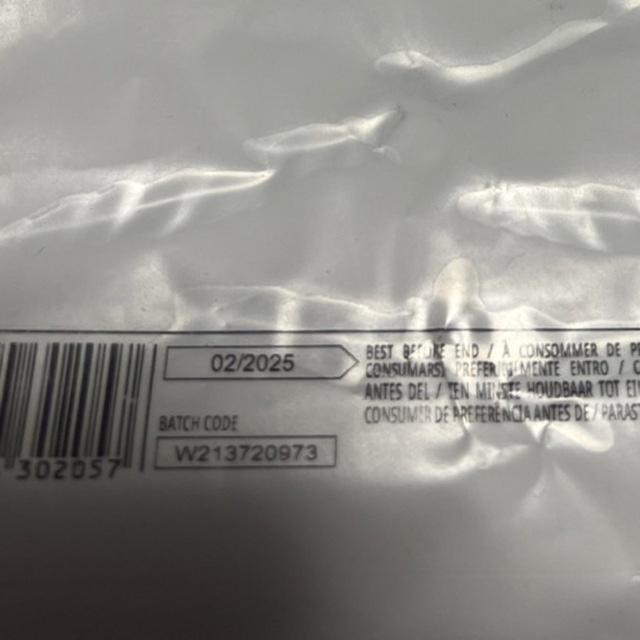 02/2025
BEST BEFORE END / À CONSOMMER DE
CONSUMARSI PREFERIBILMENTE ENTRO /
ANTES DEL / TEN MINSTE HOUDBAAR TOT
CONSUMIR DE PREFERÊNCIA ANTES DE /
BATCH CODE
W213720973
302057